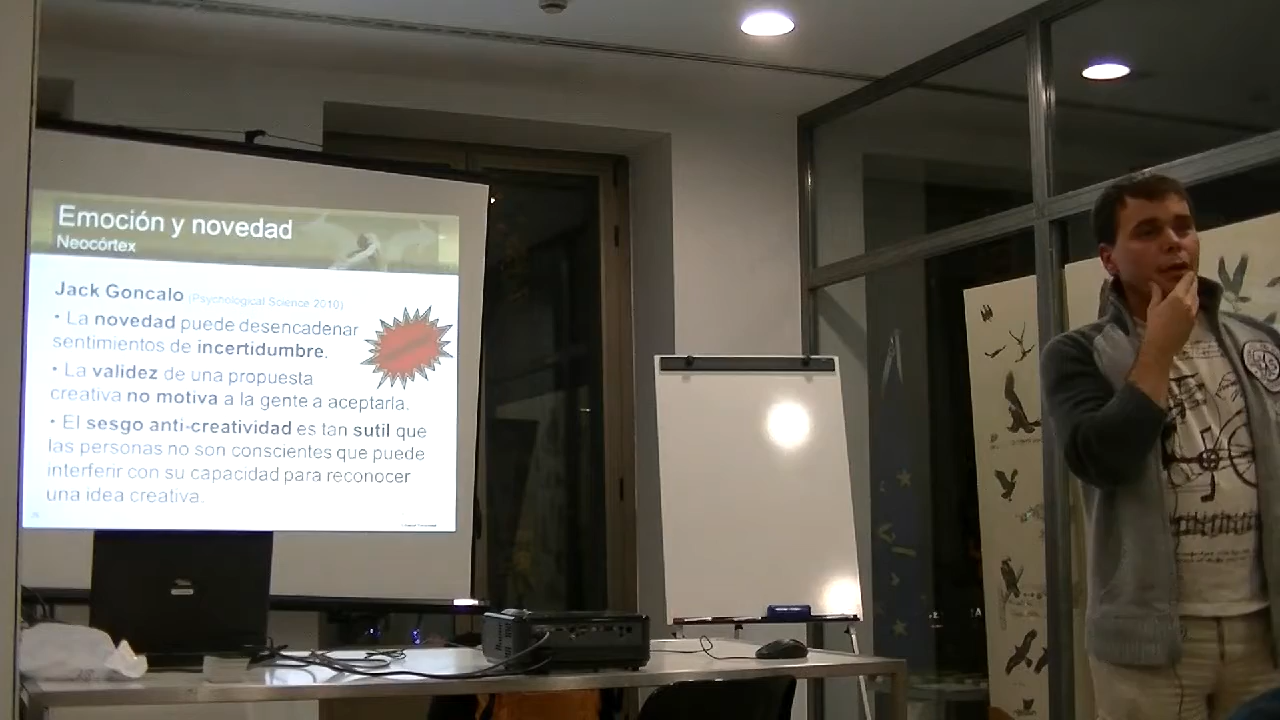 Emoción y novedad
Neocórtex
Jack Goncalo (Psychological Science 2010)
• La novedad puede desencadenar
sentimientos de incertidumbre.
• La validez de una propuesta
creativa no motiva a la gente a aceptarla.
• El sesgo anti-creatividad es tan sutil que
las personas no son conscientes que puede
interferir con su capacidad para reconocer
una idea creativa.